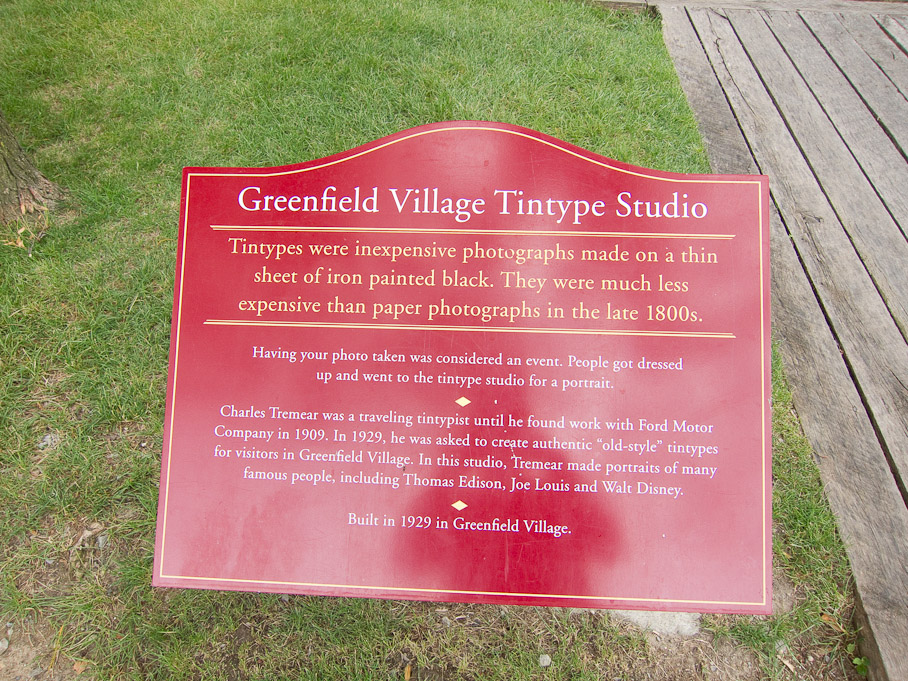 Greenfield Village Tintype Studio
Tintypes were inexpensive photographs made on a thin
sheet of iron painted black. They were much less
expensive than paper photographs in the late 1800s.
Having your photo taken was considered an event. People got dressed
up and went to the tintype studio for a portrait.
Charles Tremear was a traveling tintypist until he found work with Ford Motor
Company in 1909. In 1929, he was asked to create authentic “old-style” tintypes
for visitors in Greenfield Village. In this studio, Tremear made portraits of many
famous people, including Thomas Edison, Joe Louis and Walt Disney.
Built in 1929 in Greenfield Village.